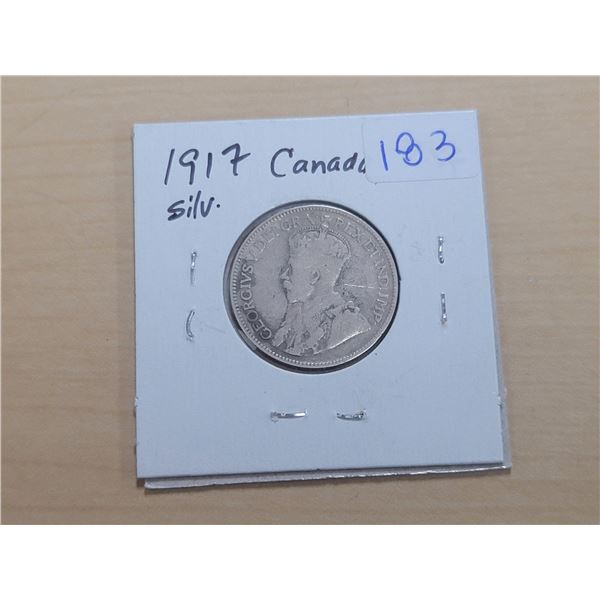 1917 Canada 183
silv.
GEORGIVS V DEI GRA: REX ET IND: IMP: